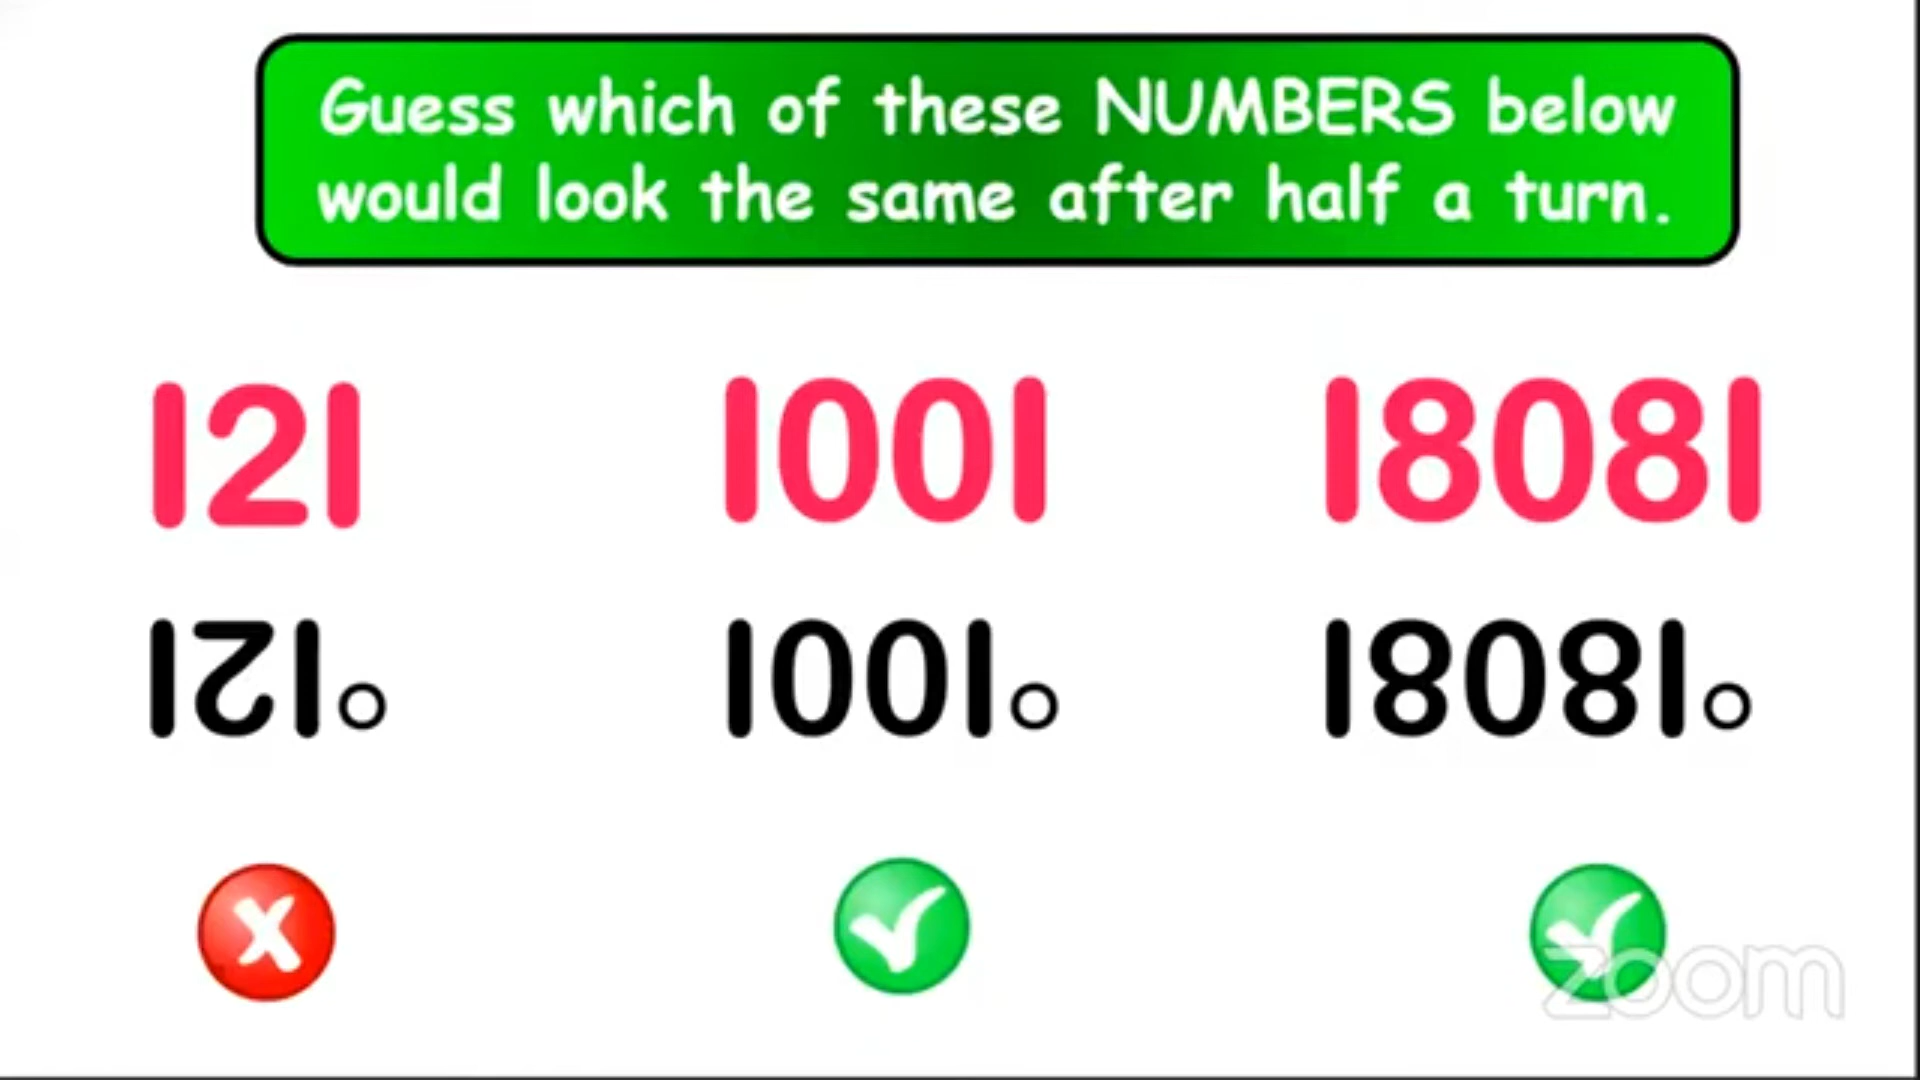 Guess which of these NUMBERS below
would look the same after half a turn.
121 1001 18081
121 1001 18081
zoom